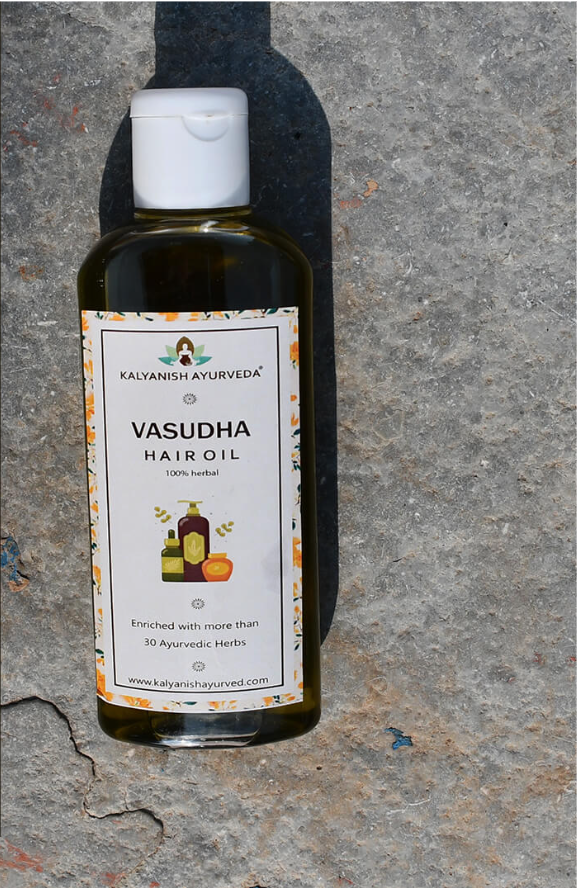 KALYANISH AYURVEDA®
VASUDHA
HAIR OIL
100% herbal
Enriched with more than
30 Ayurvedic Herbs
www.kalyanishayurved.com